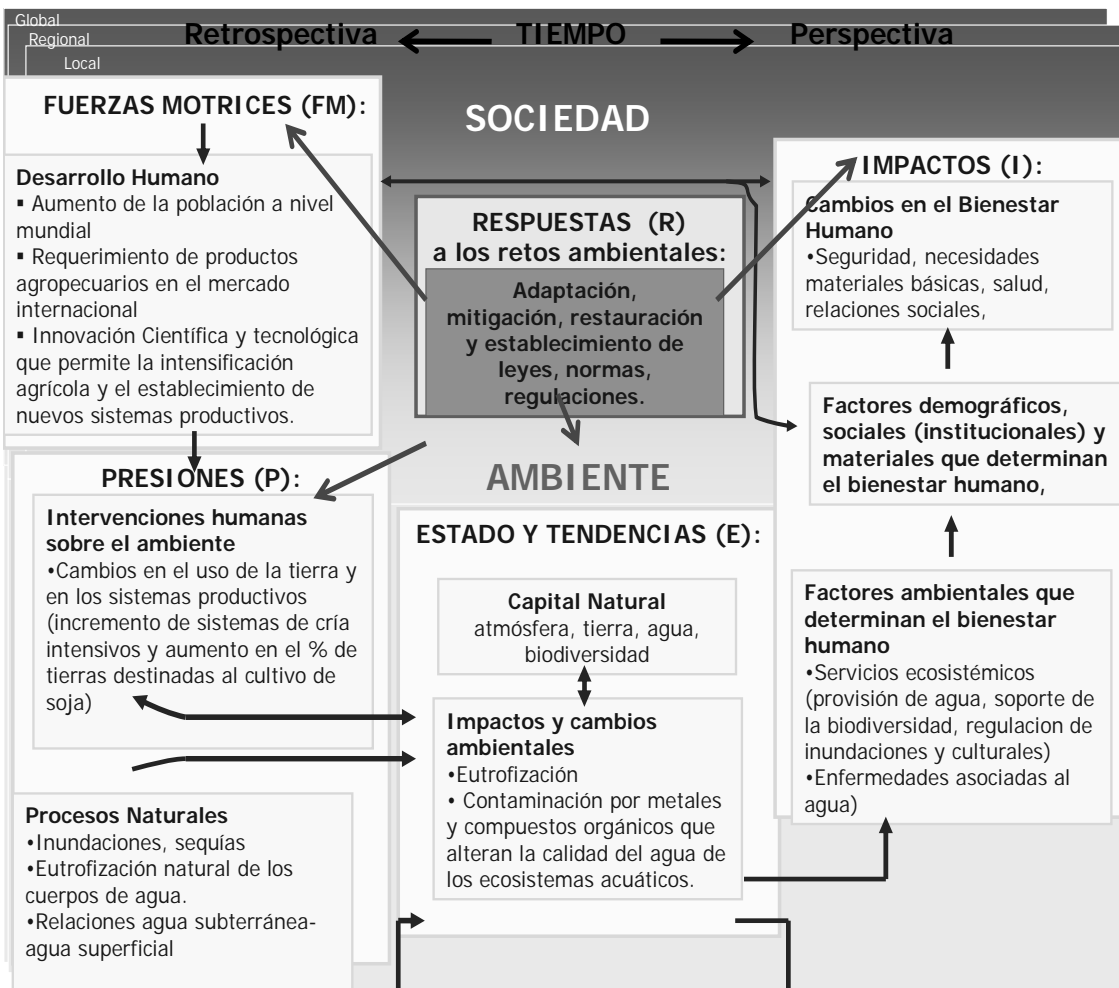 Global
Regional
Local
Retrospectiva
TIEMPO
Perspectiva
SOCIEDAD
FUERZAS MOTRICES (FM):
Desarrollo Humano
▪ Aumento de la población a nivel
mundial
▪ Requerimiento de productos
agropecuarios en el mercado
internacional
▪ Innovación Científica y tecnológica
que permite la intensificación
agrícola y el establecimiento de
nuevos sistemas productivos.
PRESIONES (P):
Intervenciones humanas
sobre el ambiente
•Cambios en el uso de la tierra y
en los sistemas productivos
(incremento de sistemas de cría
intensivos y aumento en el % de
tierras destinadas al cultivo de
soja)
Procesos Naturales
•Inundaciones, sequías
•Eutrofización natural de los
cuerpos de agua.
•Relaciones agua subterránea-
agua superficial
RESPUESTAS (R)
a los retos ambientales:
Adaptación,
mitigación, restauración
y establecimiento de
leyes, normas,
regulaciones.
AMBIENTE
ESTADO Y TENDENCIAS (E):
Capital Natural
atmósfera, tierra, agua,
biodiversidad
Impactos y cambios
ambientales
•Eutrofización
• Contaminación por metales
y compuestos orgánicos que
alteran la calidad del agua de
los ecosistemas acuáticos.
IMPACTOS (I):
Cambios en el Bienestar
Humano
•Seguridad, necesidades
materiales básicas, salud,
relaciones sociales,
Factores demográficos,
sociales (institucionales) y
materiales que determinan
el bienestar humano,
Factores ambientales que
determinan el bienestar
humano
•Servicios ecosistémicos
(provisión de agua, soporte de
la biodiversidad, regulacion de
inundaciones y culturales)
•Enfermedades asociadas al
agua)